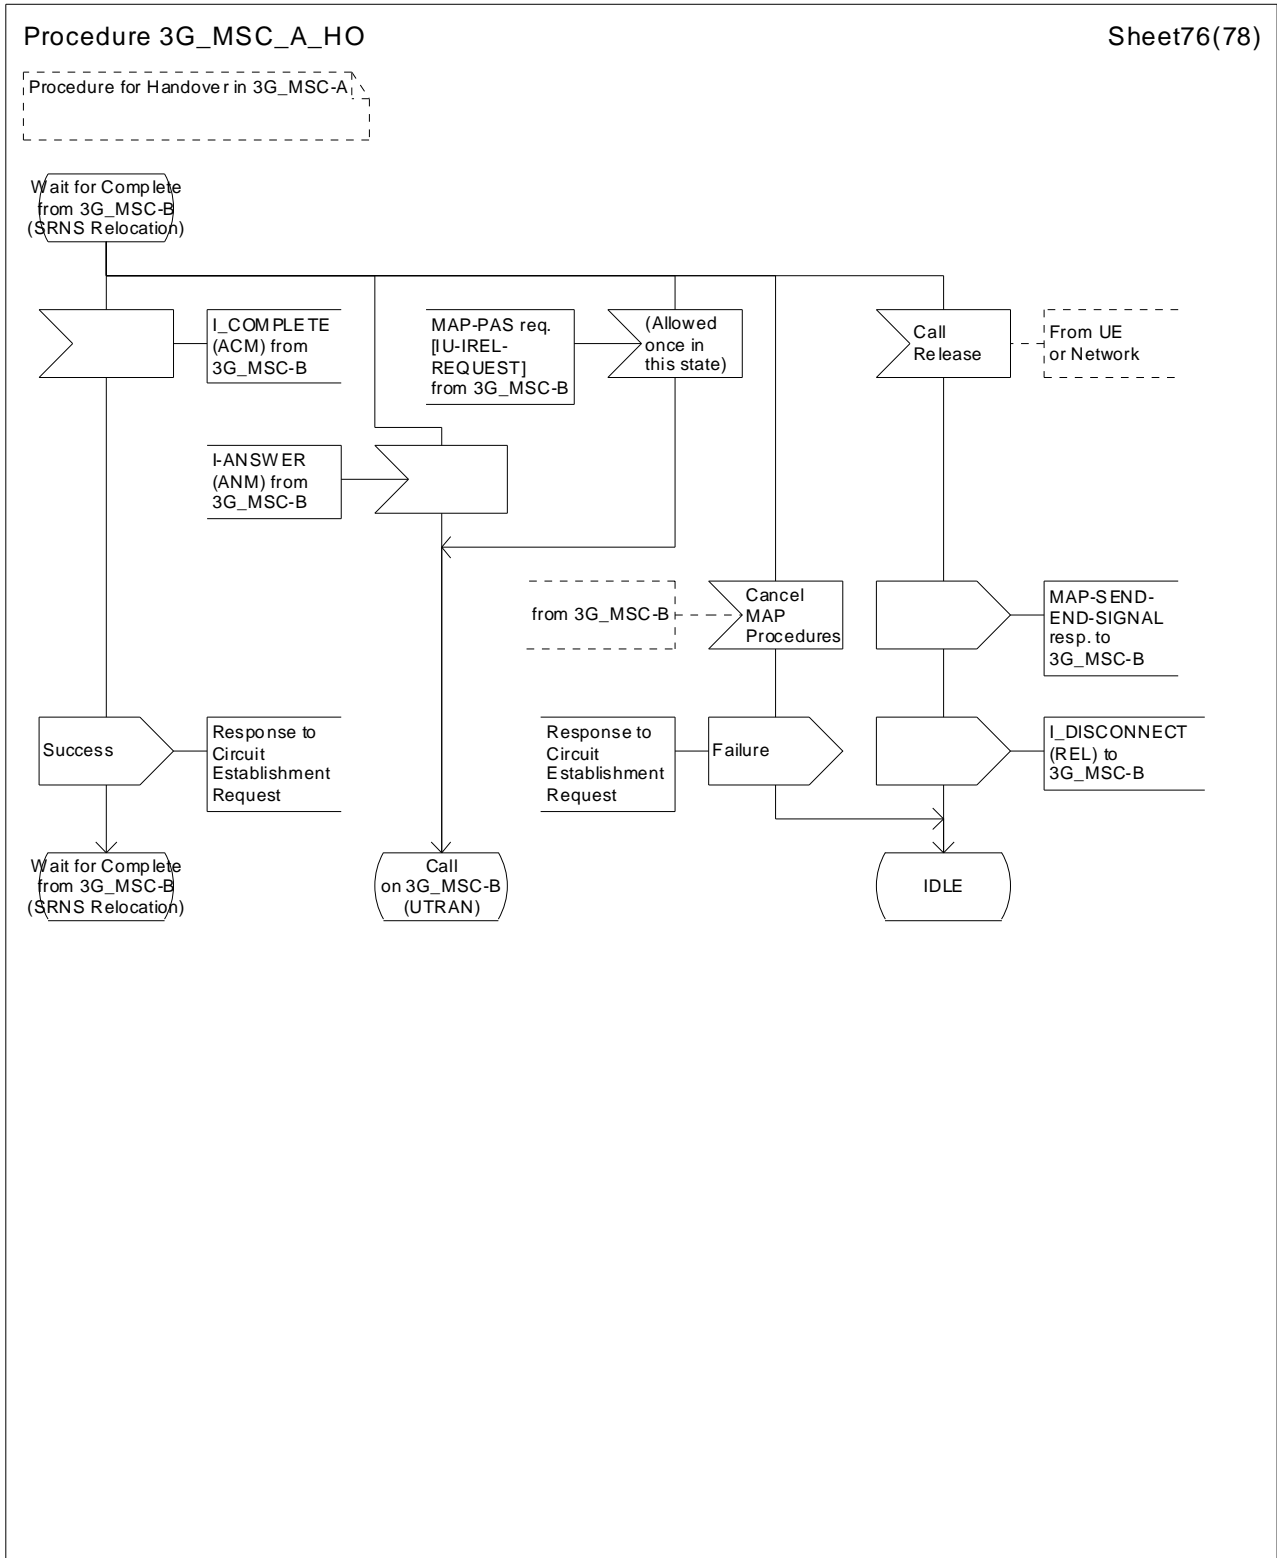 Procedure 3G_MSC_A_HO
Sheet76(78)
Procedure for Handover in 3G_MSC-A
Wait for Complete
from 3G_MSC-B
(SRNS Relocation)
I_COMPLETE
(ACM) from
3G_MSC-B
MAP-PAS req.
[IU-IREL-
REQUEST]
from 3G_MSC-B
(Allowed
once in
this state)
Call
Release
From UE
or Network
I-ANSWER
(ANM) from
3G_MSC-B
from 3G_MSC-B
Cancel
MAP
Procedures
MAP-SEND-
END-SIGNAL
resp. to
3G_MSC-B
Success
Response to
Circuit
Establishment
Request
Response to
Circuit
Establishment
Request
Failure
I_DISCONNECT
(REL) to
3G_MSC-B
Wait for Complete
from 3G_MSC-B
(SRNS Relocation)
Call
on 3G_MSC-B
(UTRAN)
IDLE